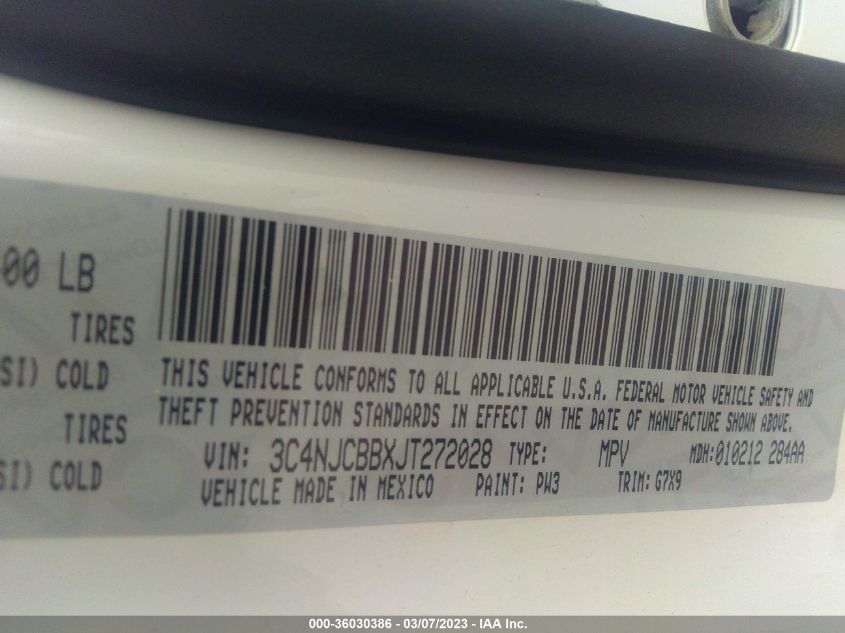 00 LB
TIRES
SI) COLD
TIRES
SI) COLD
THIS VEHICLE CONFORMS TO ALL APPLICABLE U.S.A. FEDERAL MOTOR VEHICLE SAFETY AND
THEFT PREVENTION STANDARDS IN EFFECT ON THE DATE OF MANUFACTURE SHOWN ABOVE.
VIN: 3C4NJCBBXJT272028 TYPE: MPV MDH:010212 284AA
VEHICLE MADE IN MEXICO PAINT: PW3 TRIM: G7X9
000-36030386 - 03/07/2023 - IAA Inc.